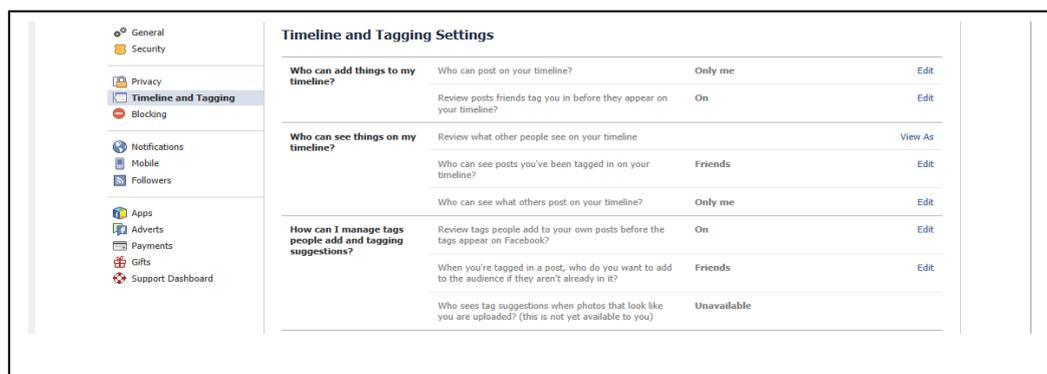 General
Security
Privacy
Timeline and Tagging
Blocking
Notifications
Mobile
Followers
Apps
Adverts
Payments
Gifts
Support Dashboard
Timeline and Tagging Settings
Who can add things to my
timeline?
Who can post on your timeline?
Only me
Edit
Review posts friends tag you in before they appear on
your timeline?
On
Edit
Who can see things on my
timeline?
Review what other people see on your timeline
View As
Who can see posts you've been tagged in on your
timeline?
Friends
Edit
Who can see what others post on your timeline?
Only me
Edit
How can I manage tags
people add and tagging
suggestions?
Review tags people add to your own posts before the
tags appear on Facebook?
On
Edit
When you're tagged in a post, who do you want to add
to the audience if they aren't already in it?
Friends
Edit
Who sees tag suggestions when photos that look like
you are uploaded? (this is not yet available to you)
Unavailable